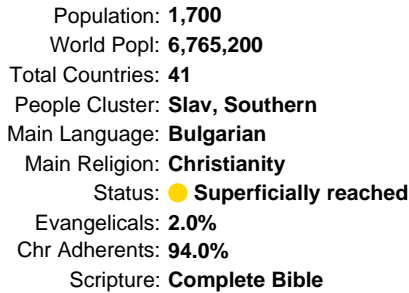 Population: 1,700
World Popl: 6,765,200
Total Countries: 41
People Cluster: Slav, Southern
Main Language: Bulgarian
Main Religion: Christianity
Status: Superficially reached
Evangelicals: 2.0%
Chr Adherents: 94.0%
Scripture: Complete Bible